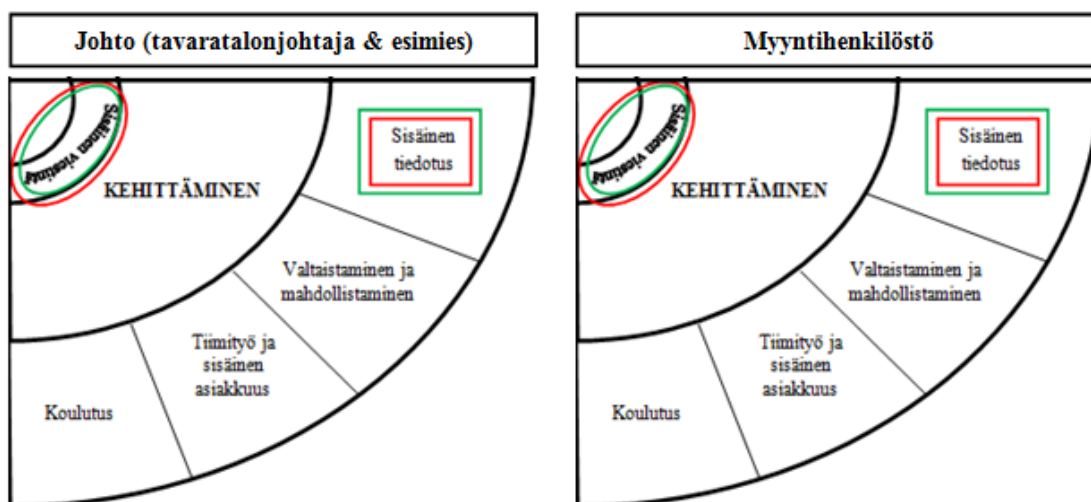 Johto (tavaratalonjohtaja & esimies)
Sisäinen viestintä
KEHITTÄMINEN
Sisäinen
tiedotus
Valtaistaminen ja
mahdollistaminen
Tiimityö ja
sisäinen
asiakkuus
Koulutus
Myyntihenkilöstö
Sisäinen viestintä
KEHITTÄMINEN
Sisäinen
tiedotus
Valtaistaminen ja
mahdollistaminen
Tiimityö ja
sisäinen
asiakkuus
Koulutus